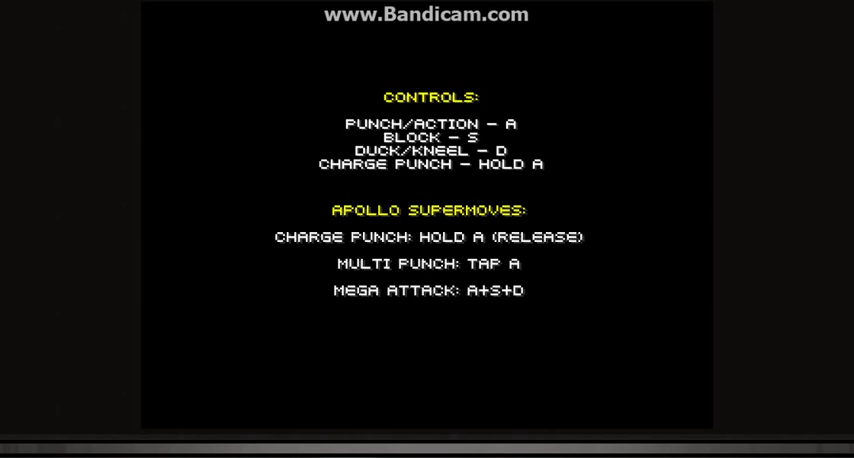 www.Bandicam.com
CONTROLS:
PUNCH/ACTION - A
BLOCK - S
DUCK/KNEEL - D
CHARGE PUNCH - HOLD A
APOLLO SUPERMOVES:
CHARGE PUNCH: HOLD A (RELEASE)
MULTI PUNCH: TAP A
MEGA ATTACK: A+S+D